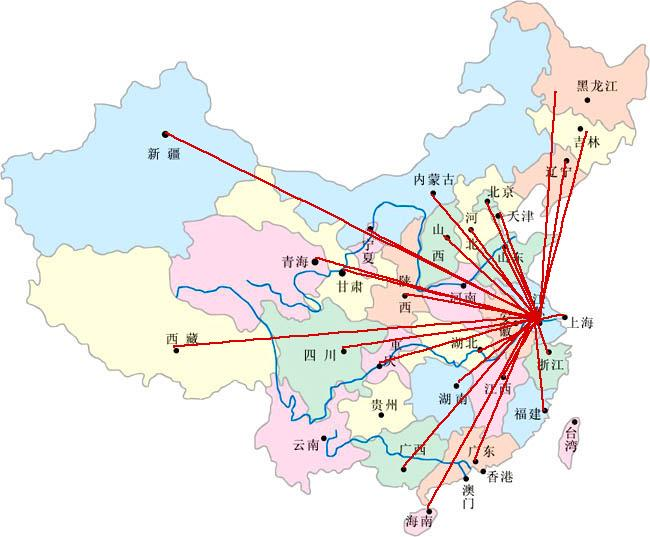 黑龙江
吉林
辽宁
新 疆
内蒙古
北京
天津
河
北
山
西
山东
宁
夏
青海
甘肃
陕
西
河南
江
上海
徽
西 藏
四 川
重
庆
湖北
浙江
湖南
江西
贵州
福建
云南
广西
广东
台
湾
香港
澳
门
海南